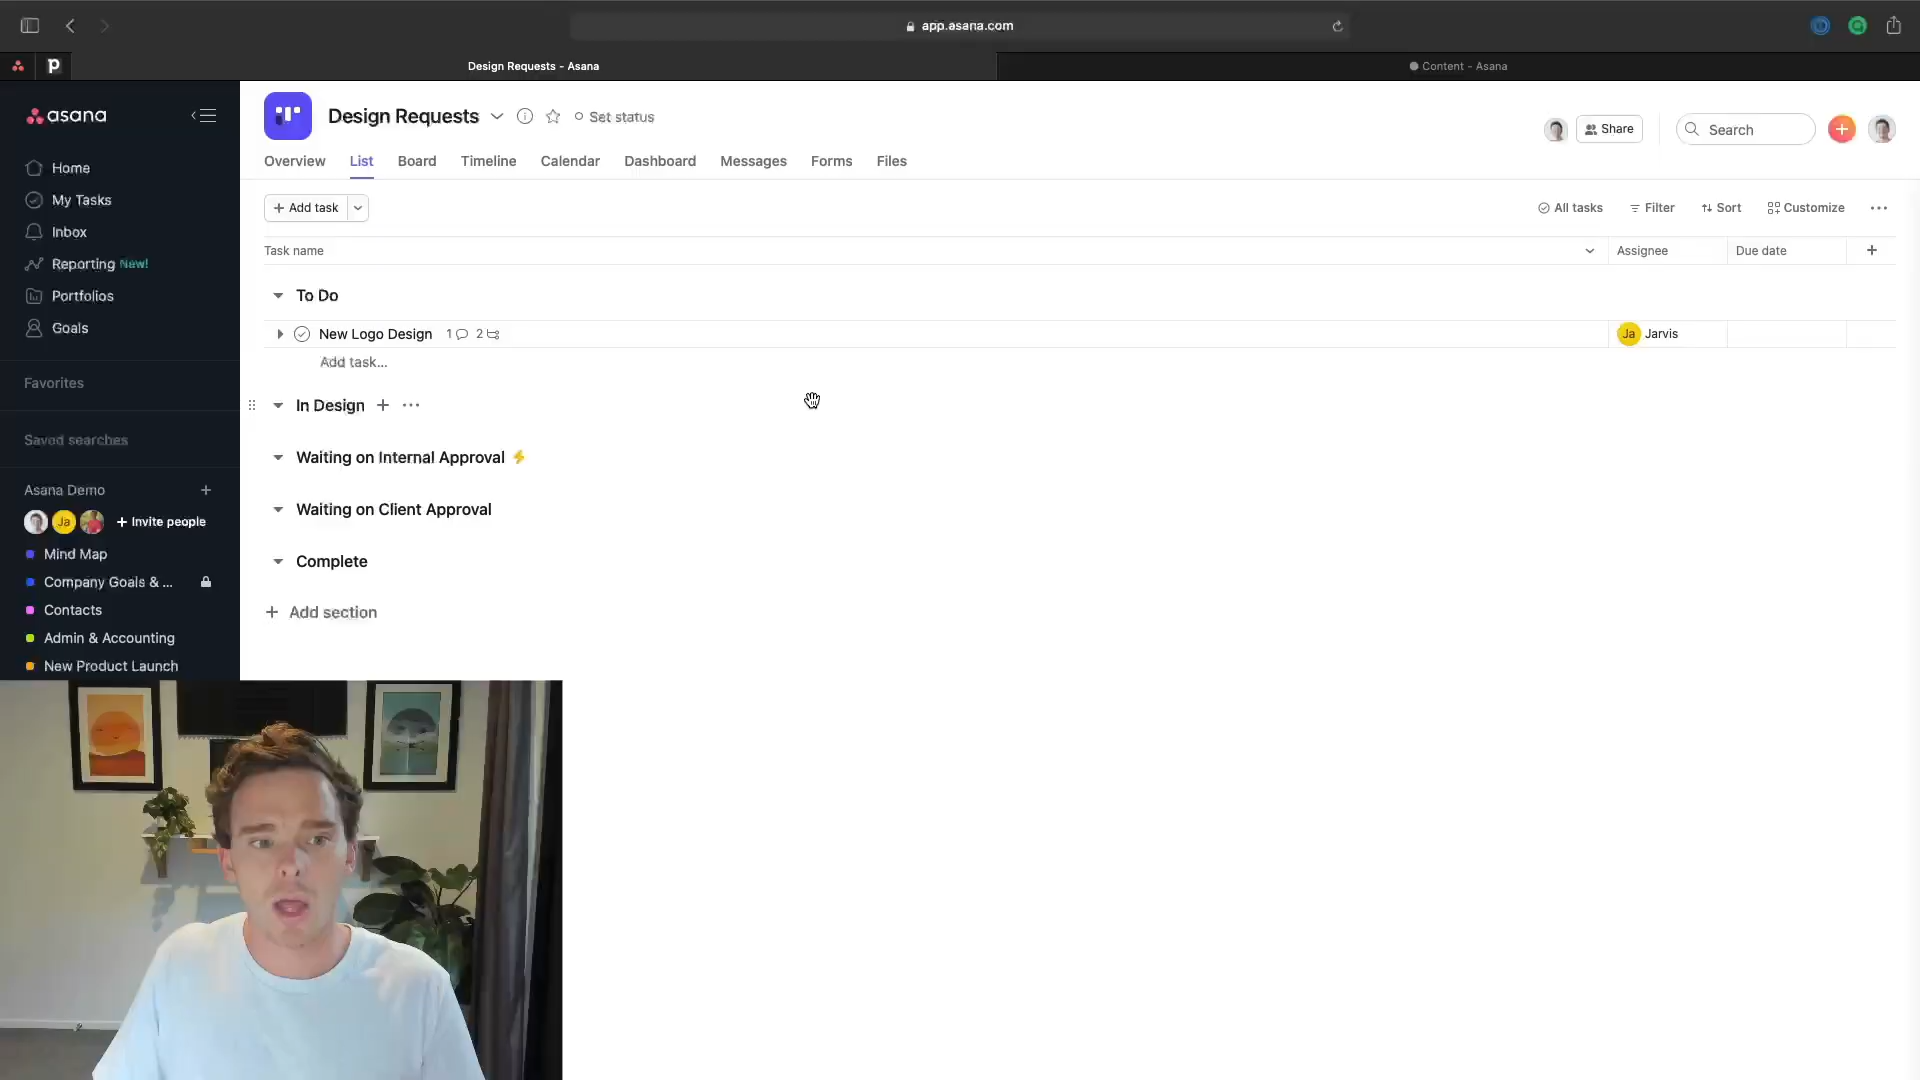 app.asana.com
p
Design Requests - Asana
Content - Asana
asana
Home
My Tasks
Inbox
Reporting New!
Portfolios
Goals
Favorites
Saved searches
Asana Demo
Ja
Invite people
Mind Map
Company Goals & ...
Contacts
Admin & Accounting
New Product Launch
Design Requests
Set status
Share
Search
Overview
List
Board
Timeline
Calendar
Dashboard
Messages
Forms
Files
Add task
All tasks
Filter
Sort
Customize
Task name
Assignee
Due date
To Do
New Logo Design 1 2
Ja Jarvis
Add task...
In Design
Waiting on Internal Approval
Waiting on Client Approval
Complete
Add section